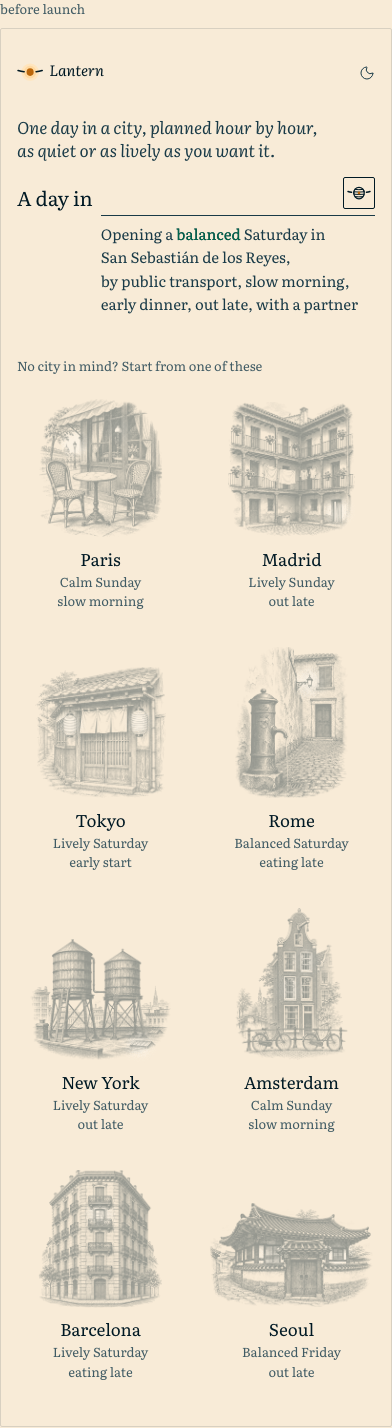 before launch
Lantern
One day in a city, planned hour by hour,
as quiet or as lively as you want it.
A day in
Opening a balanced Saturday in
San Sebastián de los Reyes,
by public transport, slow morning,
early dinner, out late, with a partner
No city in mind? Start from one of these
Paris
Calm Sunday
slow morning
Madrid
Lively Sunday
out late
Tokyo
Lively Saturday
early start
Rome
Balanced Saturday
eating late
New York
Lively Saturday
out late
Amsterdam
Calm Sunday
slow morning
Barcelona
Lively Saturday
eating late
Seoul
Balanced Friday
out late